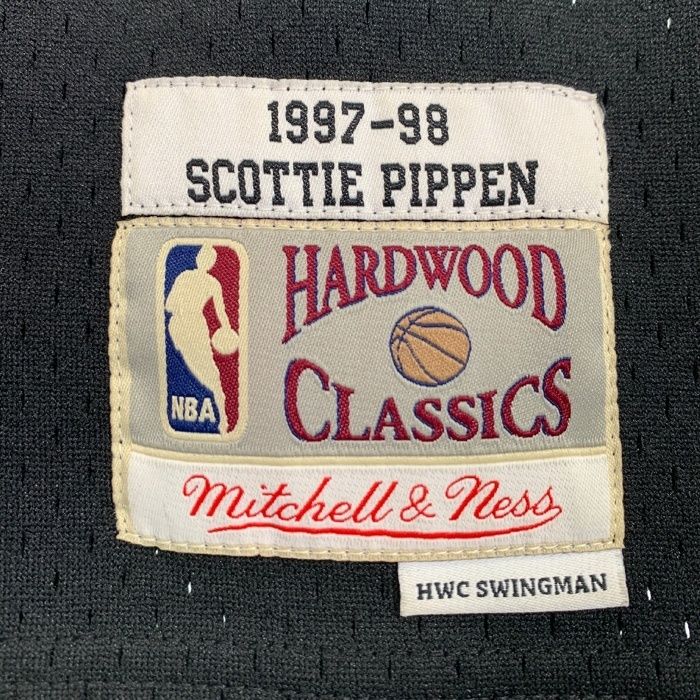 1997-98
SCOTTIE PIPPEN
NBA
HARDWOOD
CLASSICS
Mitchell & Ness
HWC SWINGMAN